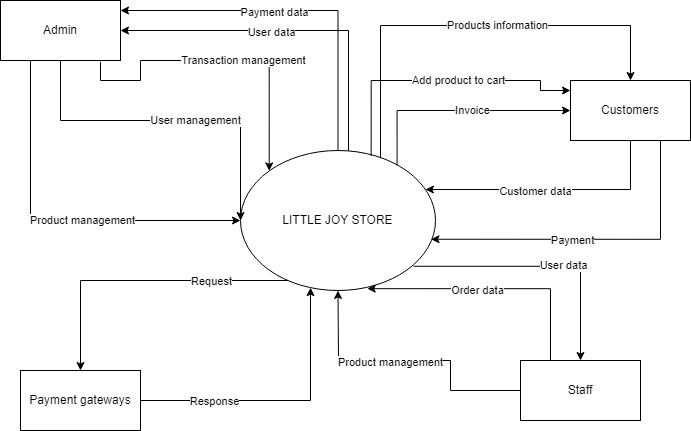 Payment data
Admin
User data
Products information
Transaction management
Add product to cart
Invoice
Customers
User management
Customer data
Product management
LITTLE JOY STORE
Payment
User data
Request
Order data
Product management
Payment gateways
Response
Staff